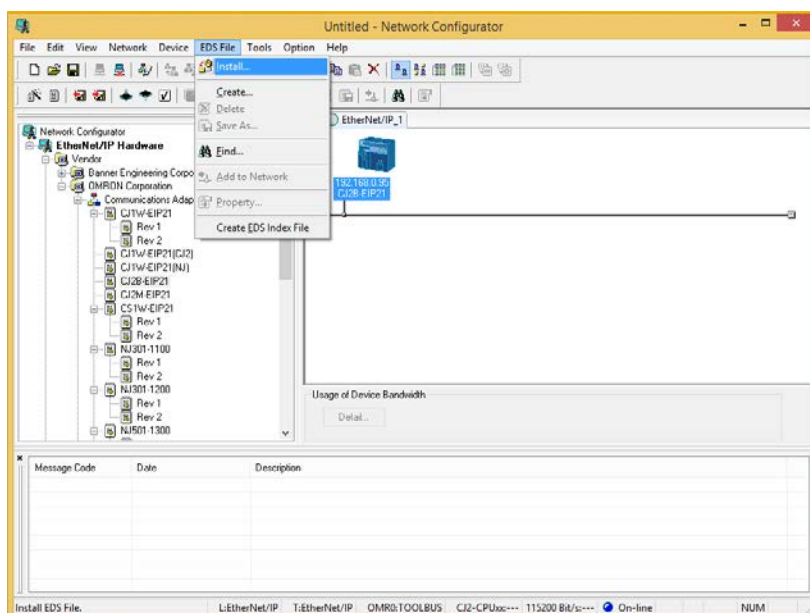 Untitled - Network Configurator
File Edit View Network Device EDS File Tools Option Help
Install...
Create...
Delete
Save As...
Find...
Add to Network
Property...
Create EDS Index File
Network Configurator
EtherNet/IP Hardware
Vendor
Banner Engineering Corpo
OMRON Corporation
Communications Adap
CJ1W-EIP21
Rev 1
Rev 2
CJ1W-EIP21(CJ2)
CJ1W-EIP21(NJ)
CJ2B-EIP21
CJ2M-EIP21
CS1W-EIP21
Rev 1
Rev 2
NJ301-1100
Rev 1
Rev 2
NJ301-1200
Rev 1
Rev 2
NJ501-1300
EtherNet/IP_1
192.168.0.95
CJ2B-EIP21
Usage of Device Bandwidth
Detail...
Message Code Date Description
Install EDS File. L:EtherNet/IP T:EtherNet/IP OMR0:TOOLBUS CJ2-CPUxx:--- 115200 Bit/s:--- On-line NUM